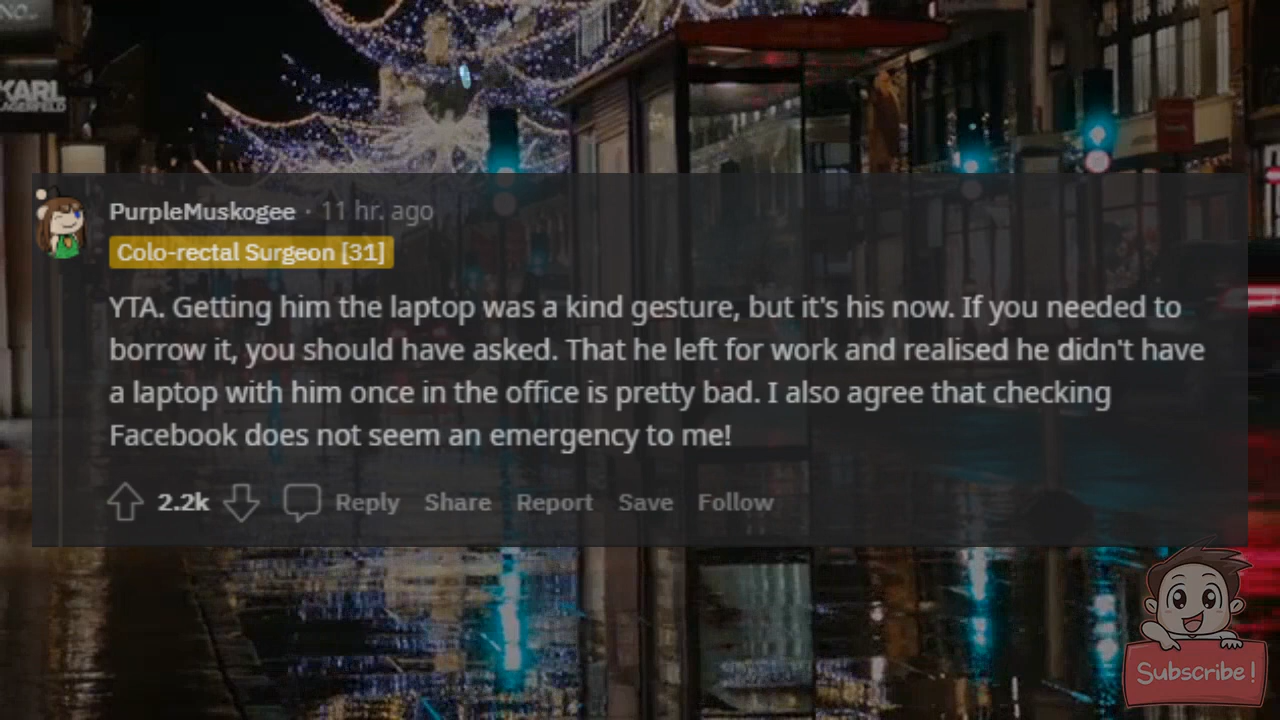 NO..
KARL
LAGERFELD
PurpleMuskogee · 11 hr. ago
Colo-rectal Surgeon [31]
YTA. Getting him the laptop was a kind gesture, but it's his now. If you needed to
borrow it, you should have asked. That he left for work and realised he didn't have
a laptop with him once in the office is pretty bad. I also agree that checking
Facebook does not seem an emergency to me!
2.2k Reply Share Report Save Follow
Subscribe!